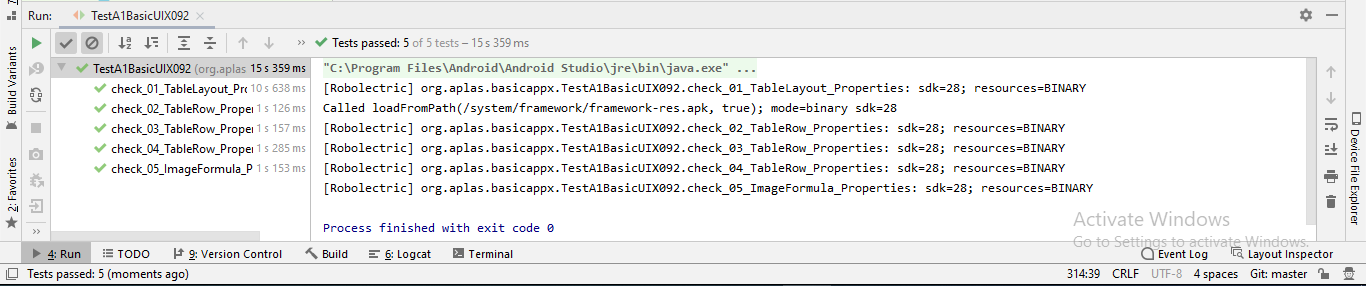 Run: TestA1BasicUIX092
Tests passed: 5 of 5 tests – 15 s 359 ms
TestA1BasicUIX092 (org.aplas 15 s 359 ms
check_01_TableLayout_Pr 10 s 638 ms
check_02_TableRow_Proper 1 s 126 ms
check_03_TableRow_Proper 1 s 157 ms
check_04_TableRow_Proper 1 s 285 ms
check_05_ImageFormula_P 1 s 153 ms
"C:\Program Files\Android\Android Studio\jre\bin\java.exe" ...
[Robolectric] org.aplas.basicappx.TestA1BasicUIX092.check_01_TableLayout_Properties: sdk=28; resources=BINARY
Called loadFromPath(/system/framework/framework-res.apk, true); mode=binary sdk=28
[Robolectric] org.aplas.basicappx.TestA1BasicUIX092.check_02_TableRow_Properties: sdk=28; resources=BINARY
[Robolectric] org.aplas.basicappx.TestA1BasicUIX092.check_03_TableRow_Properties: sdk=28; resources=BINARY
[Robolectric] org.aplas.basicappx.TestA1BasicUIX092.check_04_TableRow_Properties: sdk=28; resources=BINARY
[Robolectric] org.aplas.basicappx.TestA1BasicUIX092.check_05_ImageFormula_Properties: sdk=28; resources=BINARY
Process finished with exit code 0
Build Variants
2: Favorites
Device File Explorer
Activate Windows
Go to Settings to activate Windows.
4: Run TODO 9: Version Control Build 6: Logcat Terminal Event Log Layout Inspector
Tests passed: 5 (moments ago) 314:39 CRLF UTF-8 4 spaces Git: master